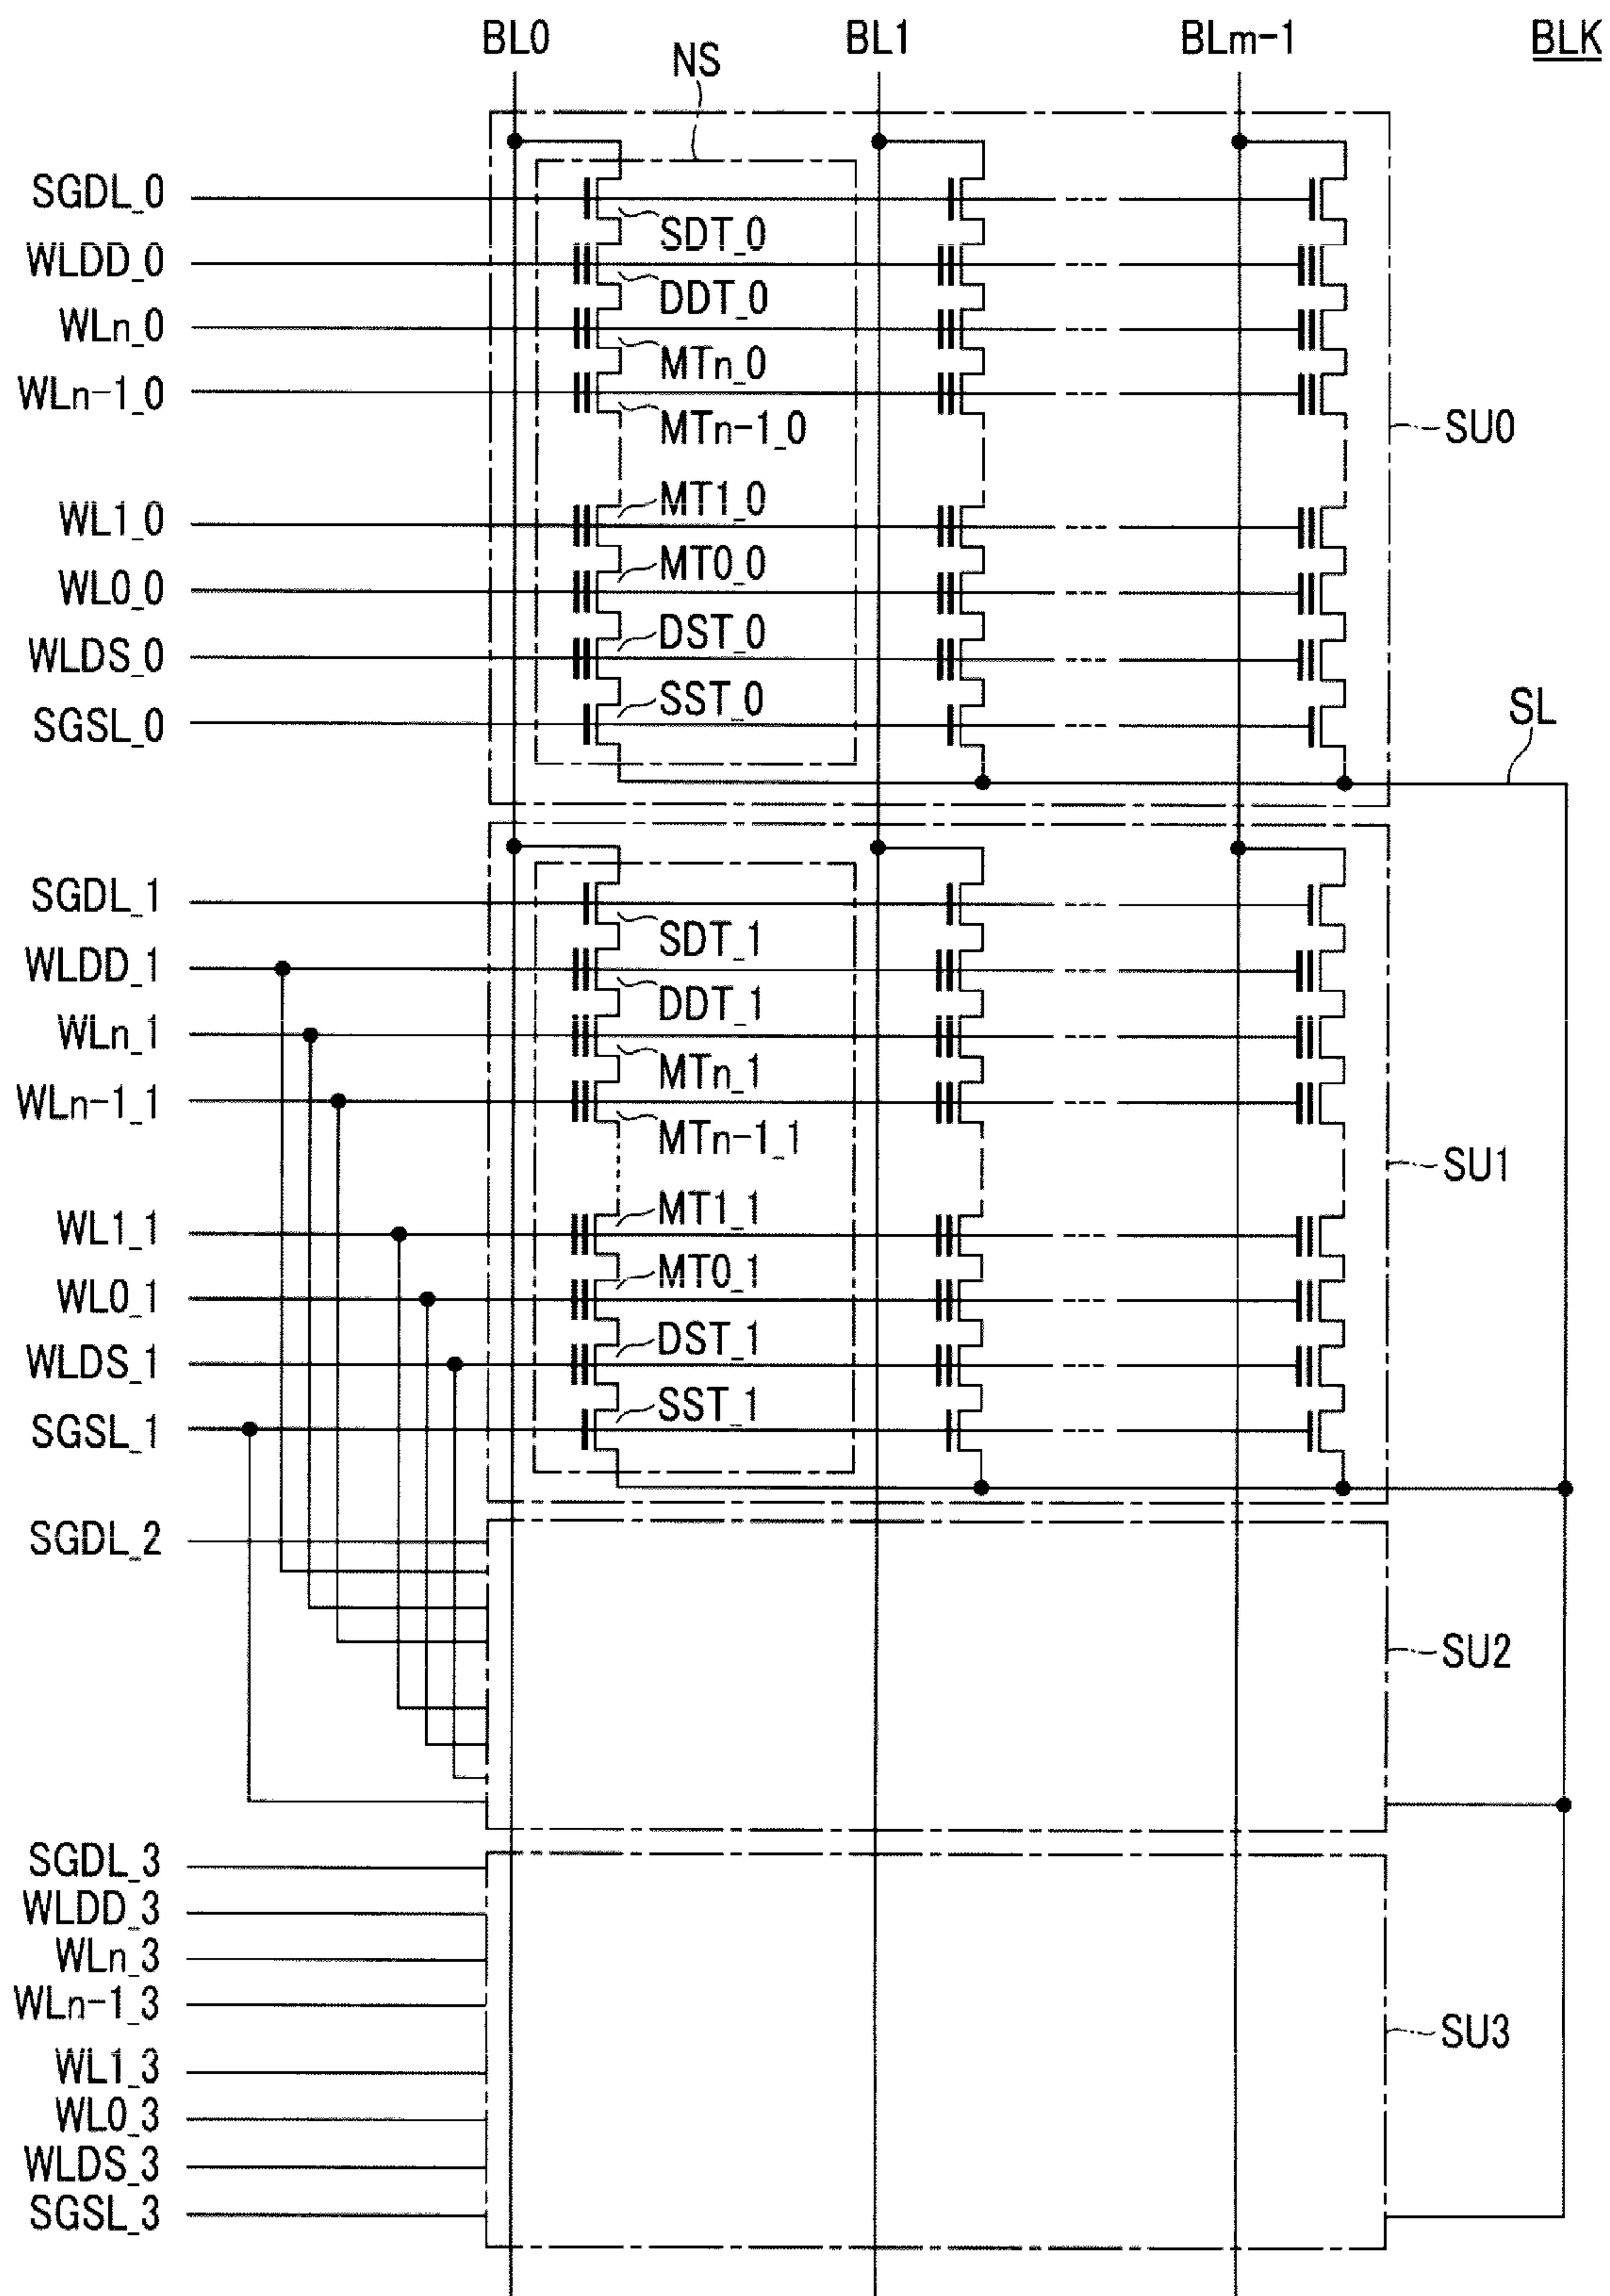 BL0 BL1 BLm-1 BLK
NS
SGDL_0
SDT_0
WLDD_0
DDT_0
WLn_0
MTn_0
WLn-1_0
MTn-1_0
SU0
WL1_0
MT1_0
WL0_0
MT0_0
WLDS_0
DST_0
SGSL_0
SST_0
SL
SGDL_1
SDT_1
WLDD_1
DDT_1
WLn_1
MTn_1
WLn-1_1
MTn-1_1
SU1
WL1_1
MT1_1
WL0_1
MT0_1
WLDS_1
DST_1
SGSL_1
SST_1
SGDL_2
SU2
SGDL_3
WLDD_3
WLn_3
WLn-1_3
SU3
WL1_3
WL0_3
WLDS_3
SGSL_3